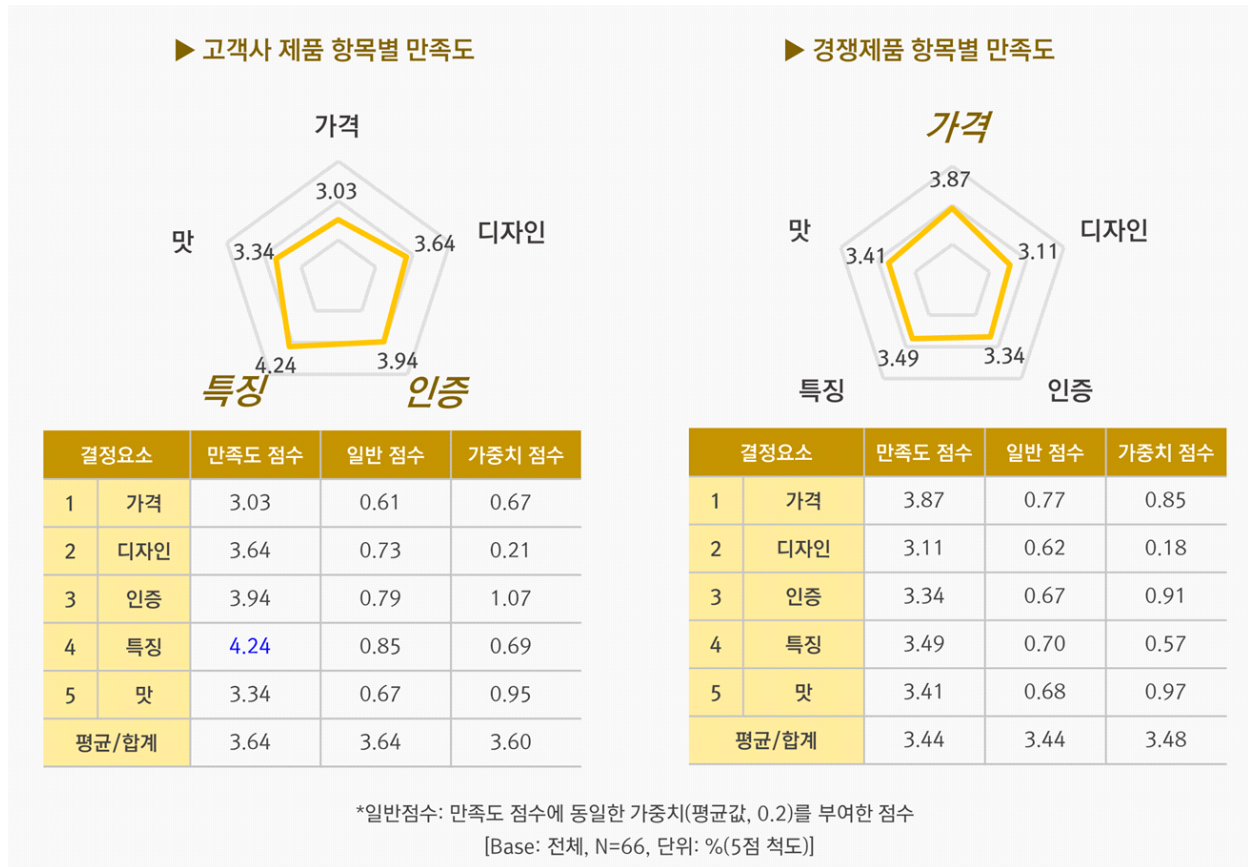 ▶ 고객사 제품 항목별 만족도
가격
3.03
디자인
3.64
맛
3.34
4.24
3.94
특징
인증
결정요소 만족도 점수 일반 점수 가중치 점수
1 가격 3.03 0.61 0.67
2 디자인 3.64 0.73 0.21
3 인증 3.94 0.79 1.07
4 특징 4.24 0.85 0.69
5 맛 3.34 0.67 0.95
평균/합계 3.64 3.64 3.60
▶ 경쟁제품 항목별 만족도
가격
3.87
맛
디자인
3.41
3.11
3.49
3.34
특징
인증
결정요소 만족도 점수 일반 점수 가중치 점수
1 가격 3.87 0.77 0.85
2 디자인 3.11 0.62 0.18
3 인증 3.34 0.67 0.91
4 특징 3.49 0.70 0.57
5 맛 3.41 0.68 0.97
평균/합계 3.44 3.44 3.48
*일반점수: 만족도 점수에 동일한 가중치(평균값, 0.2)를 부여한 점수
[Base: 전체, N=66, 단위: %(5점 척도)]